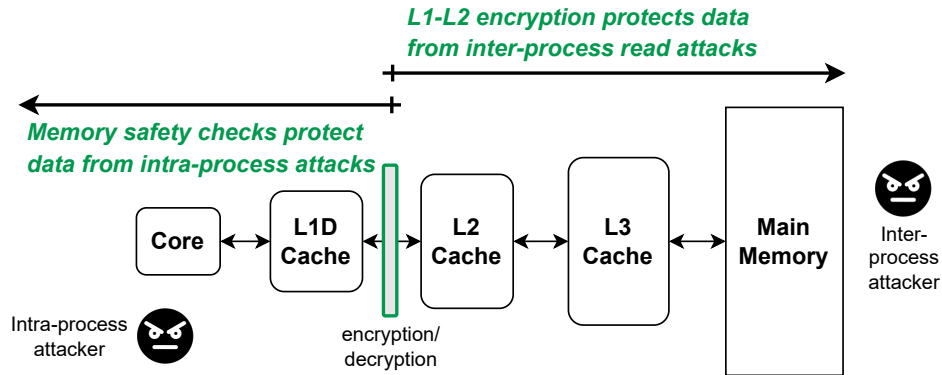 L1-L2 encryption protects data
from inter-process read attacks
Memory safety checks protect
data from intra-process attacks
Core
L1D
Cache
L2
Cache
L3
Cache
Main
Memory
Inter-
process
attacker
Intra-process
attacker
encryption/
decryption